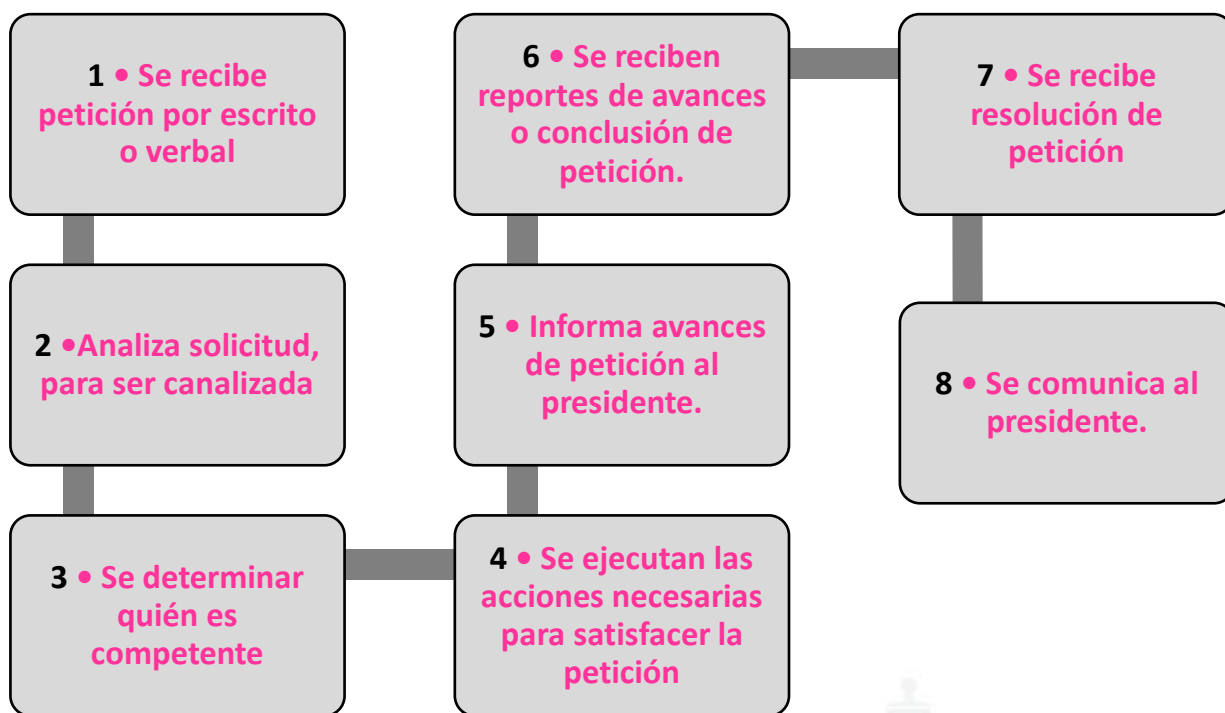 1 • Se recibe
petición por escrito
o verbal
2 •Analiza solicitud,
para ser canalizada
3 • Se determinar
quién es
competente
4 • Se ejecutan las
acciones necesarias
para satisfacer la
petición
5 • Informa avances
de petición al
presidente.
6 • Se reciben
reportes de avances
o conclusión de
petición.
7 • Se recibe
resolución de
petición
8 • Se comunica al
presidente.